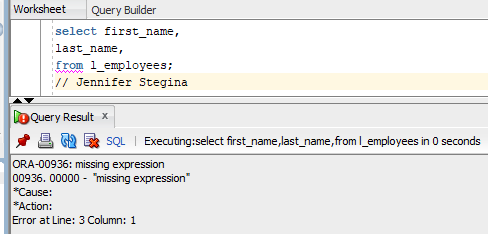 Worksheet Query Builder
select first_name,
last_name,
from l_employees;
// Jennifer Stegina
Query Result x
SQL | Executing:select first_name,last_name,from l_employees in 0 seconds
ORA-00936: missing expression
00936. 00000 - "missing expression"
*Cause:
*Action:
Error at Line: 3 Column: 1